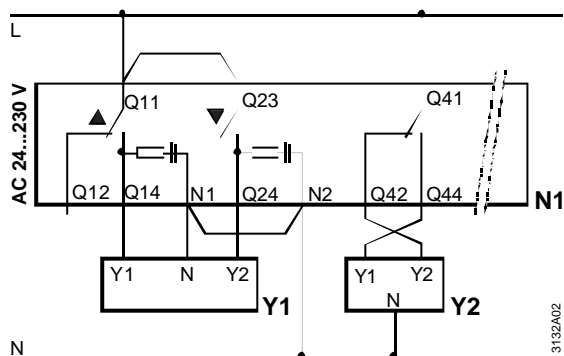 L
AC 24...230 V
Q11 Q23 Q41
Q12 Q14 N1 Q24 N2 Q42 Q44
N1
Y1 N Y2
Y1
Y1 Y2
N
Y2
N
3132A02